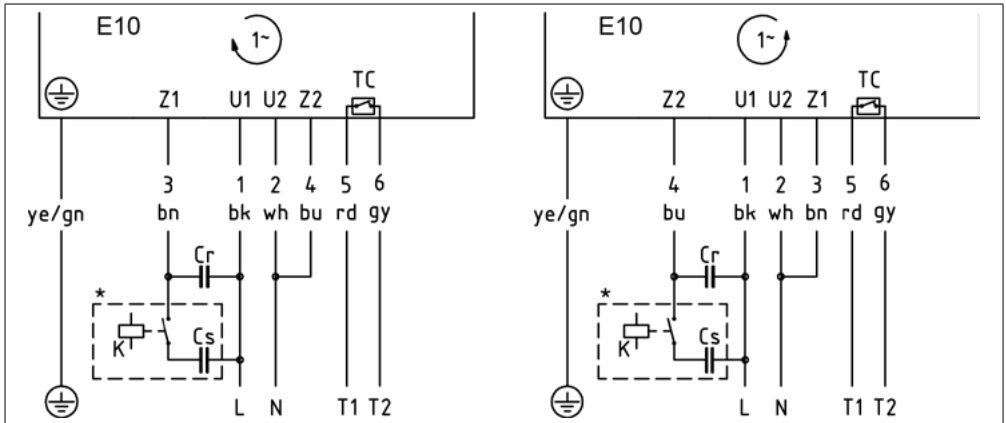 E10 1~ E10 1~
TC TC
Z1 U1 U2 Z2 Z2 U1 U2 Z1
3 1 2 4 5 6 4 1 2 3 5 6
ye/gn bn bk wh bu rd gy ye/gn bu bk wh bn rd gy
Cr Cr
* *
K Cs K Cs
L N T1 T2 L N T1 T2